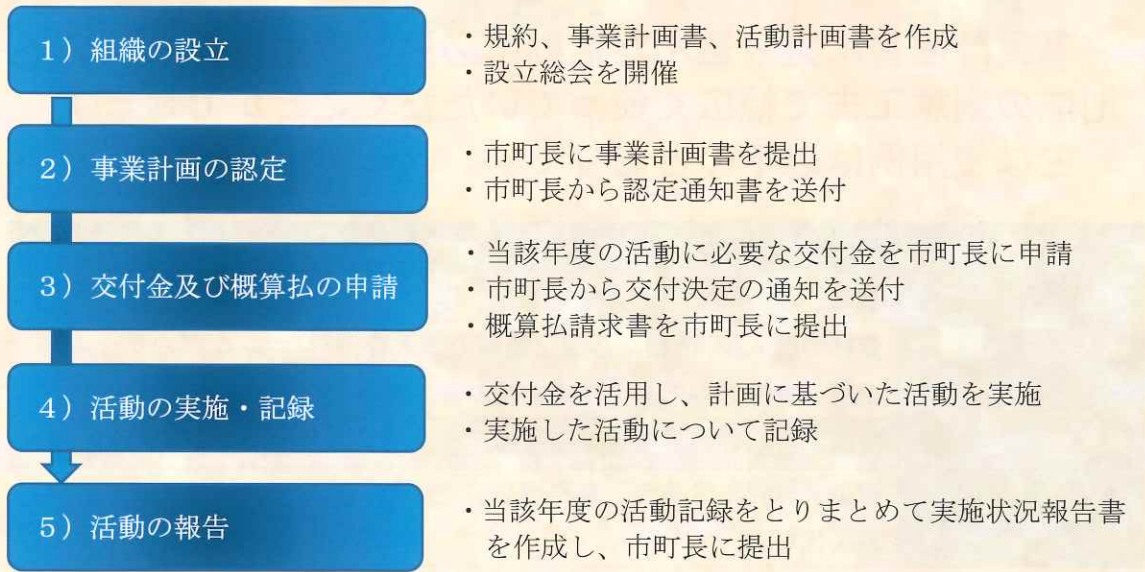 1）組織の設立
・規約、事業計画書、活動計画書を作成
・設立総会を開催
2）事業計画の認定
・市町長に事業計画書を提出
・市町長から認定通知書を送付
3）交付金及び概算払の申請
・当該年度の活動に必要な交付金を市町長に申請
・市町長から交付決定の通知を送付
・概算払請求書を市町長に提出
4）活動の実施・記録
・交付金を活用し、計画に基づいた活動を実施
・実施した活動について記録
5）活動の報告
・当該年度の活動記録をとりまとめて実施状況報告書
を作成し、市町長に提出